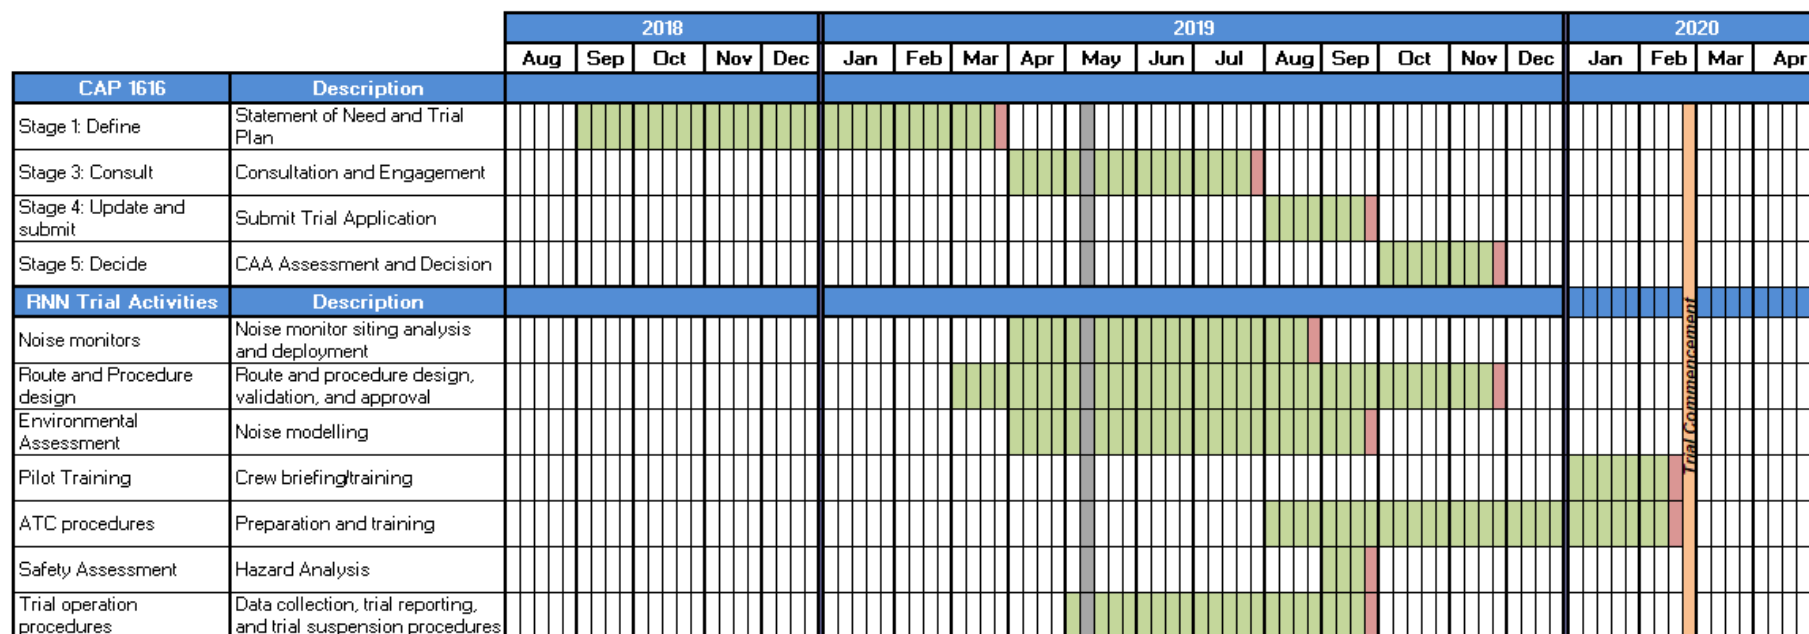 2018 2019 2020
Aug Sep Oct Nov Dec Jan Feb Mar Apr May Jun Jul Aug Sep Oct Nov Dec Jan Feb Mar Apr
CAP 1616 Description
Stage 1: Define
Statement of Need and Trial
Plan
Stage 3: Consult
Consultation and Engagement
Stage 4: Update and
submit
Submit Trial Application
Stage 5: Decide
CAA Assessment and Decision
RNN Trial Activities Description
Noise monitors
Noise monitor siting analysis
and deployment
Route and Procedure
design
Route and procedure design,
validation, and approval
Environmental
Assessment
Noise modelling
Pilot Training
Crew briefing/training
ATC procedures
Preparation and training
Safety Assessment
Hazard Analysis
Trial operation
procedures
Data collection, trial reporting,
and trial suspension procedures
Trial Commencement